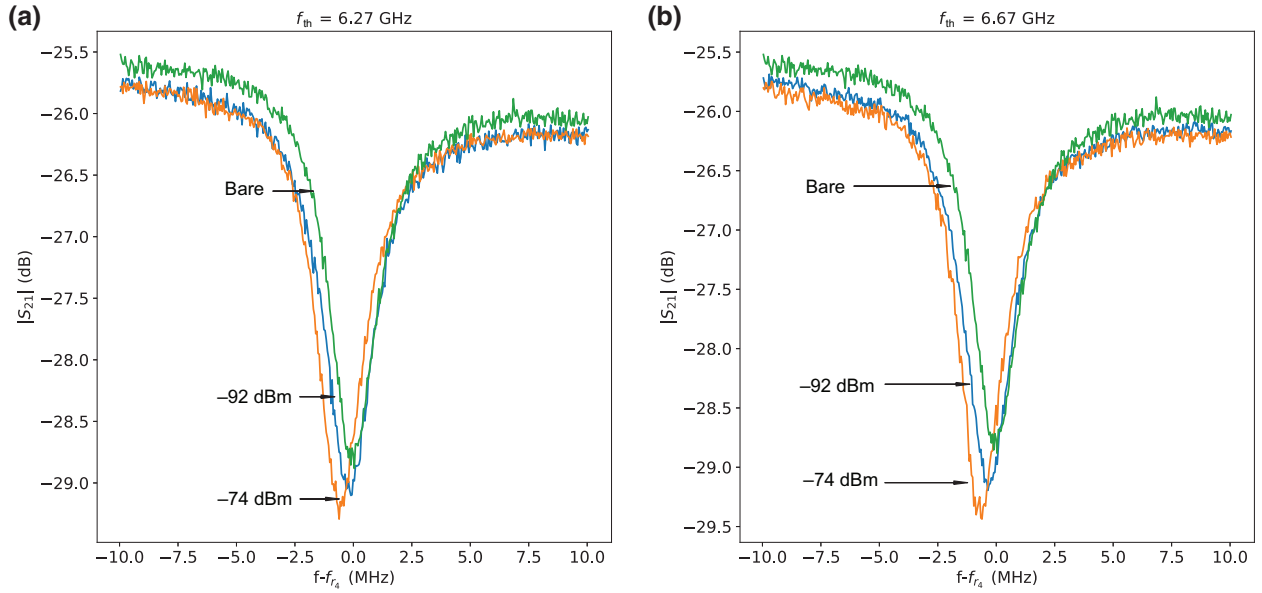 (a)
f_th = 6.27 GHz
−25.5
−26.0
−26.5
−27.0
−27.5
−28.0
−28.5
−29.0
|S_21| (dB)
Bare
−92 dBm
−74 dBm
−10.0 −7.5 −5.0 −2.5 0.0 2.5 5.0 7.5 10.0
f-f_r_4 (MHz)
(b)
f_th = 6.67 GHz
−25.5
−26.0
−26.5
−27.0
−27.5
−28.0
−28.5
−29.0
−29.5
|S_21| (dB)
Bare
−92 dBm
−74 dBm
−10.0 −7.5 −5.0 −2.5 0.0 2.5 5.0 7.5 10.0
f-f_r_4 (MHz)